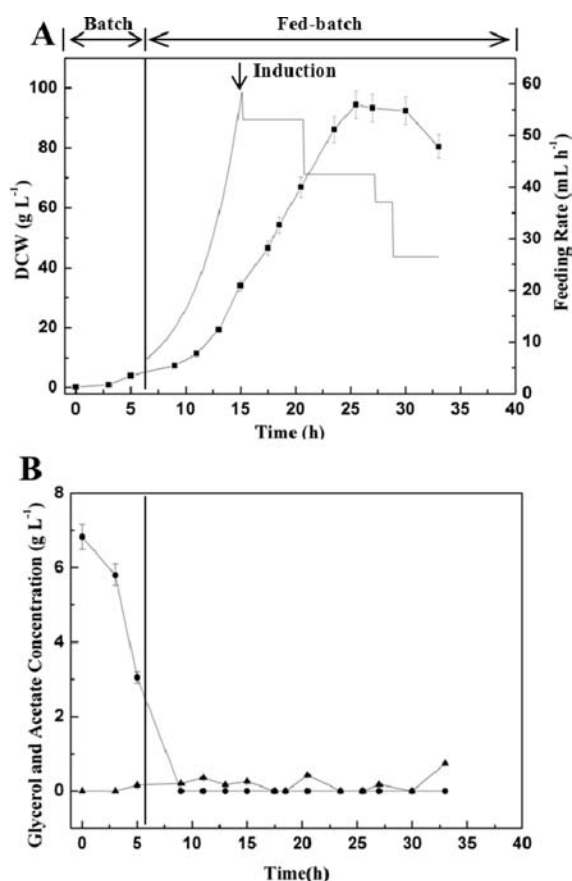 Batch Fed-batch
A
Induction
DCW (g L-1)
100
80
60
40
20
0
Feeding Rate (mL h-1)
60
50
40
30
20
10
0
0 5 10 15 20 25 30 35 40
Time (h)
B
Glycerol and Acetate Concentration (g L-1)
8
6
4
2
0
0 5 10 15 20 25 30 35 40
Time(h)